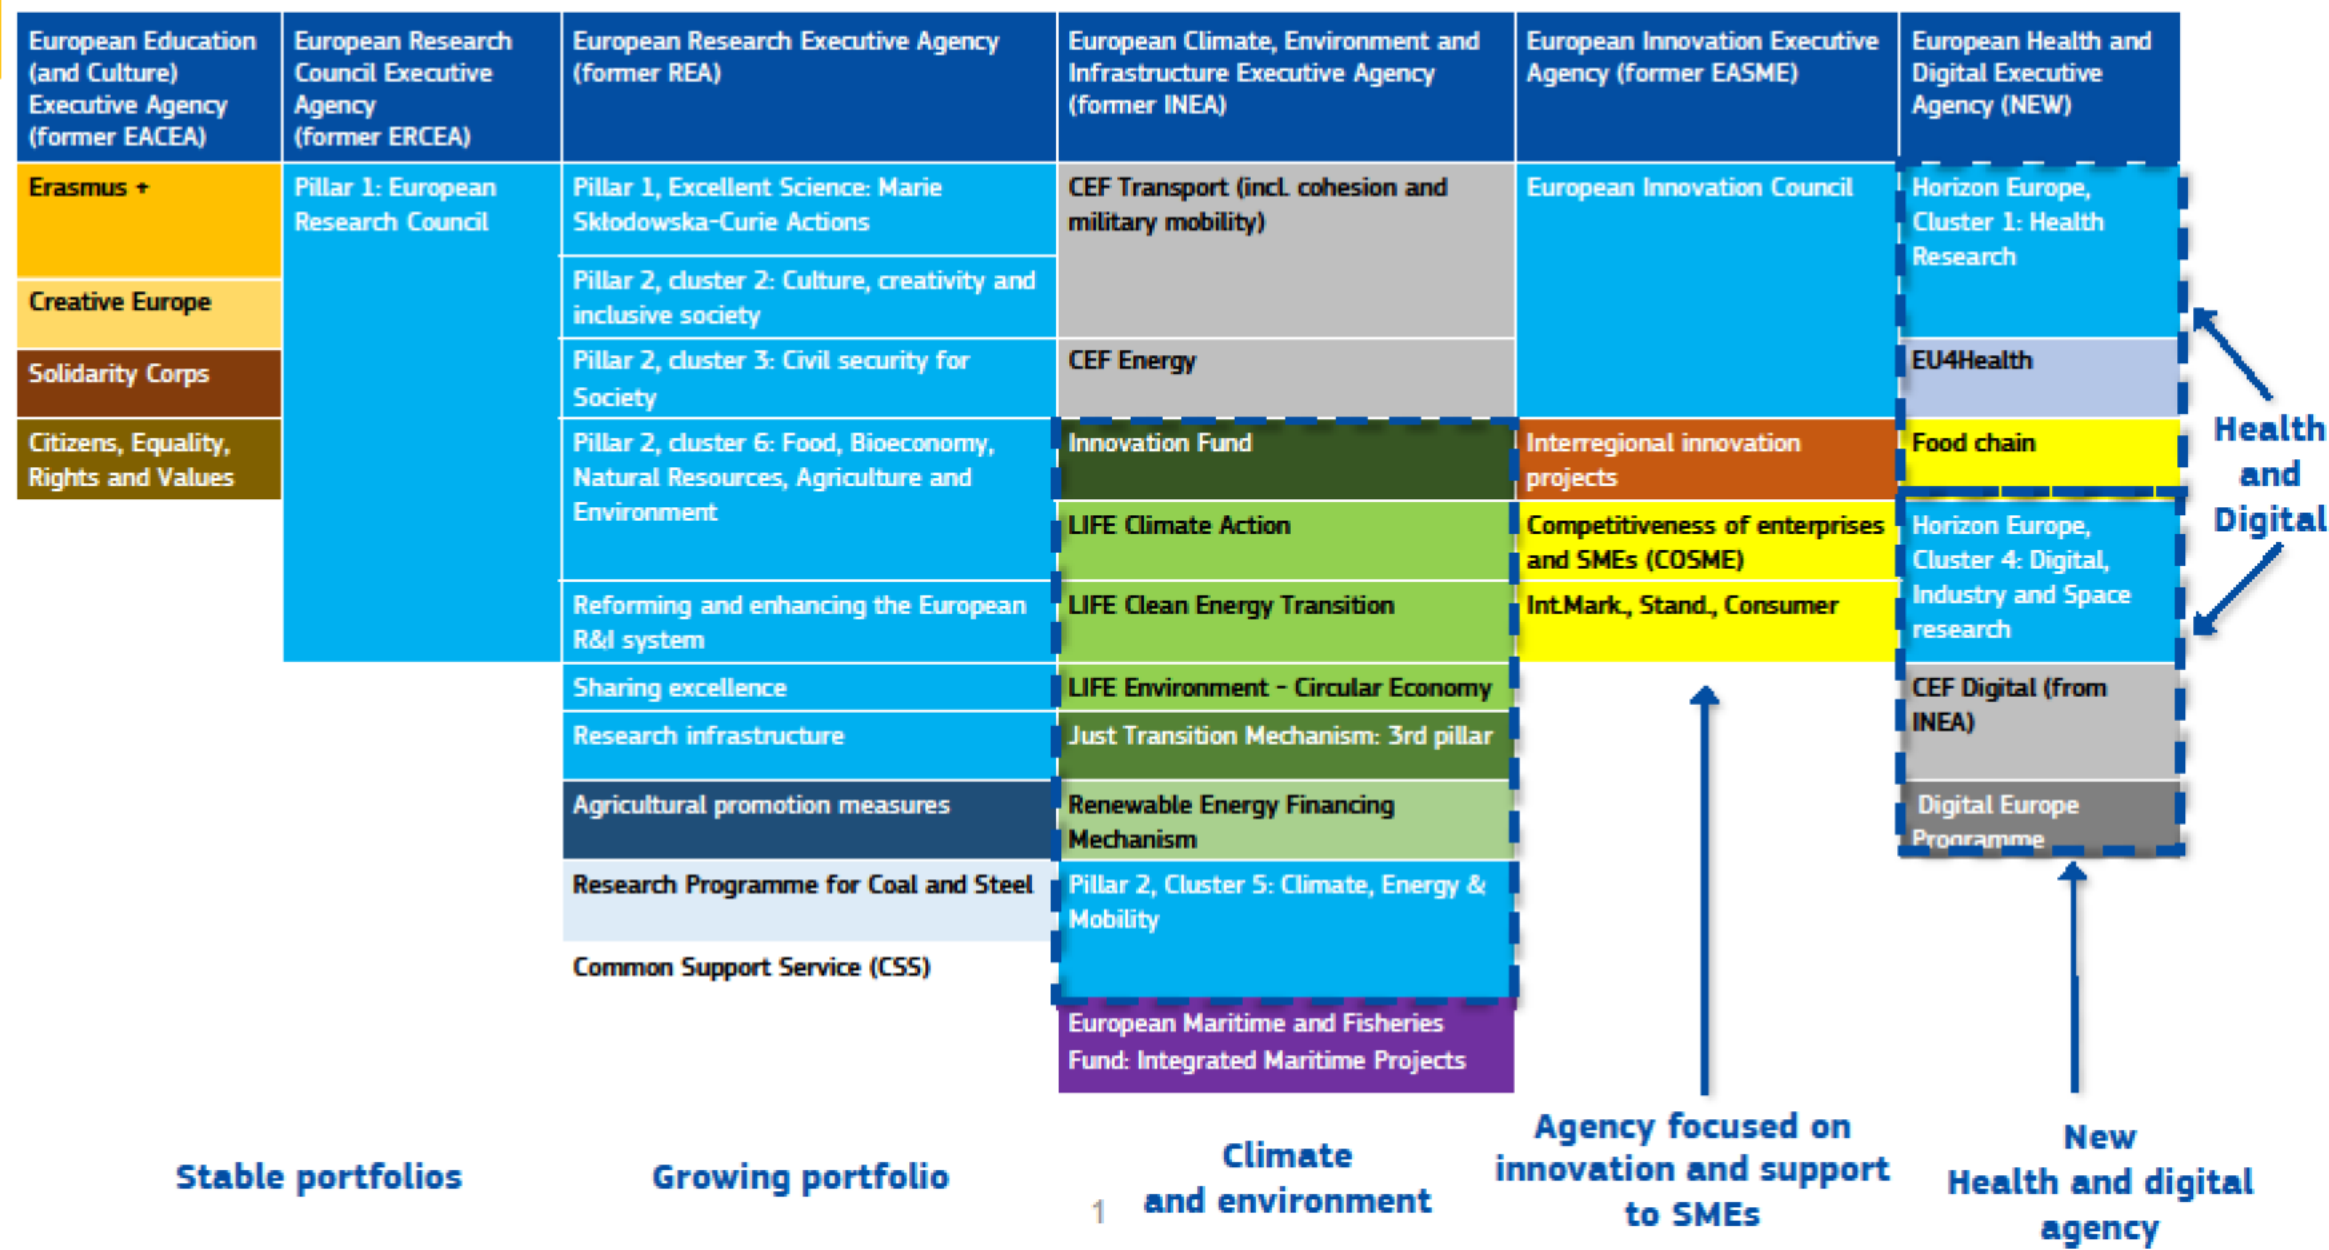 European Education
(and Culture)
Executive Agency
(former EACEA)
European Research
Council Executive
Agency
(former ERCEA)
European Research Executive Agency
(former REA)
European Climate, Environment and
Infrastructure Executive Agency
(former INEA)
European Innovation Executive
Agency (former EASME)
European Health and
Digital Executive
Agency (NEW)
Erasmus +
Creative Europe
Solidarity Corps
Citizens, Equality,
Rights and Values
Pillar 1: European
Research Council
Pillar 1, Excellent Science: Marie
Skłodowska-Curie Actions
Pillar 2, cluster 2: Culture, creativity and
inclusive society
Pillar 2, cluster 3: Civil security for
Society
Pillar 2, cluster 6: Food, Bioeconomy,
Natural Resources, Agriculture and
Environment
Reforming and enhancing the European
R&I system
Sharing excellence
Research infrastructure
Agricultural promotion measures
Research Programme for Coal and Steel
Common Support Service (CSS)
CEF Transport (incl. cohesion and
military mobility)
CEF Energy
Innovation Fund
LIFE Climate Action
LIFE Clean Energy Transition
LIFE Environment - Circular Economy
Just Transition Mechanism: 3rd pillar
Renewable Energy Financing
Mechanism
Pillar 2, Cluster 5: Climate, Energy &
Mobility
European Maritime and Fisheries
Fund: Integrated Maritime Projects
European Innovation Council
Interregional innovation
projects
Competitiveness of enterprises
and SMEs (COSME)
Int.Mark., Stand., Consumer
Horizon Europe,
Cluster 1: Health
Research
EU4Health
Food chain
Horizon Europe,
Cluster 4: Digital,
Industry and Space
research
CEF Digital (from
INEA)
Digital Europe
Programme
Health
and
Digital
Stable portfolios
Growing portfolio
1
Climate
and environment
Agency focused on
innovation and support
to SMEs
New
Health and digital
agency